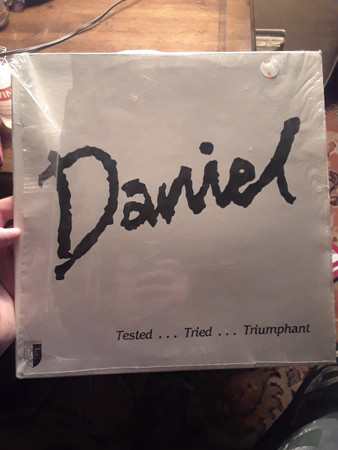 Daniel
Tested . . . Tried . . . Triumphant